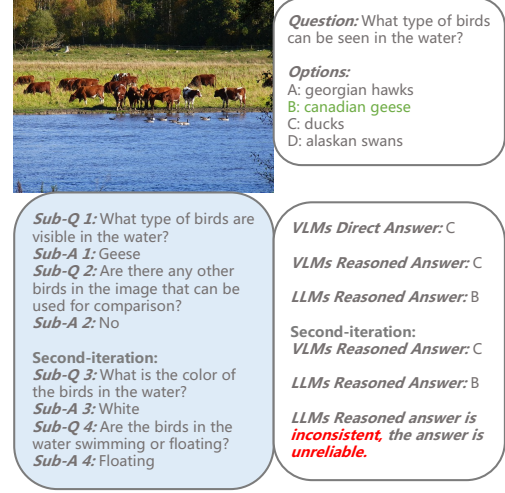 Question: What type of birds
can be seen in the water?
Options:
A: georgian hawks
B: canadian geese
C: ducks
D: alaskan swans
Sub-Q 1: What type of birds are
visible in the water?
Sub-A 1: Geese
Sub-Q 2: Are there any other
birds in the image that can be
used for comparison?
Sub-A 2: No
Second-iteration:
Sub-Q 3: What is the color of
the birds in the water?
Sub-A 3: White
Sub-Q 4: Are the birds in the
water swimming or floating?
Sub-A 4: Floating
VLMs Direct Answer: C
VLMs Reasoned Answer: C
LLMs Reasoned Answer: B
Second-iteration:
VLMs Reasoned Answer: C
LLMs Reasoned Answer: B
LLMs Reasoned answer is
inconsistent, the answer is
unreliable.